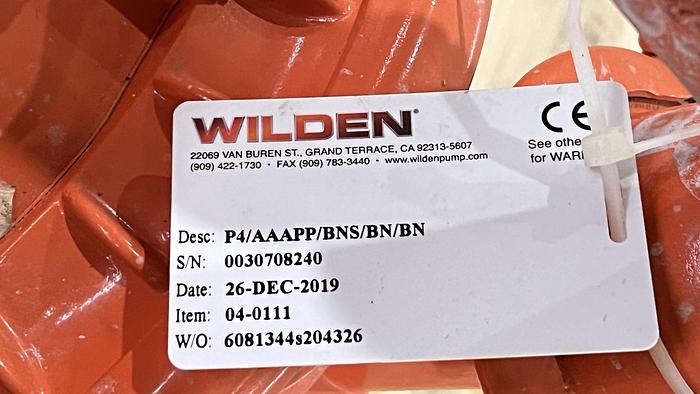 WILDEN®
CE
22069 VAN BUREN ST., GRAND TERRACE, CA 92313-5607
(909) 422-1730 • FAX (909) 783-3440 • www.wildenpump.com
See
for
Desc: P4/AAAPP/BNS/BN/BN
S/N: 0030708240
Date: 26-DEC-2019
Item: 04-0111
W/O: 6081344s204326